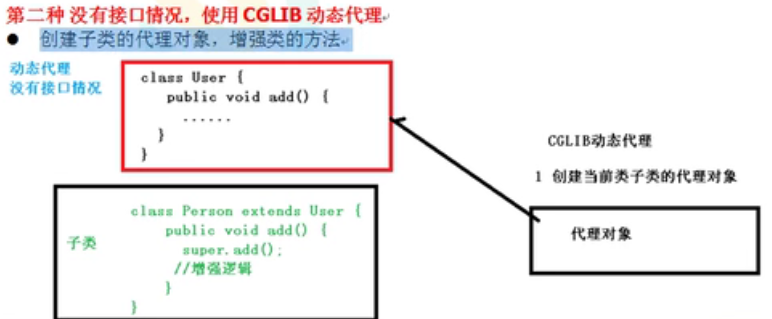 第二种 没有接口情况，使用 CGLIB 动态代理
● 创建子类的代理对象，增强类的方法
动态代理
没有接口情况
class User {
public void add() {
......
}
}
子类
class Person extends User {
public void add() {
super.add();
//增强逻辑
}
}
CGLIB动态代理
1 创建当前类子类的代理对象
代理对象